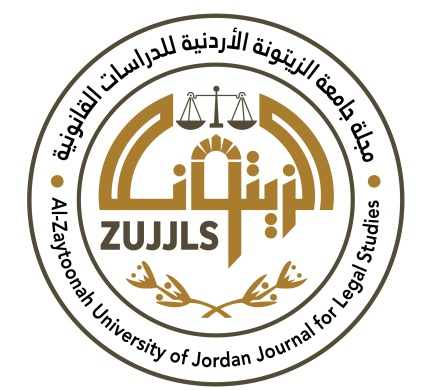 مجلة جامعة الزيتونة الأردنية للدراسات القانونية
الزيتونة
ZUJJLS
Al-Zaytoonah University of Jordan Journal for Legal Studies